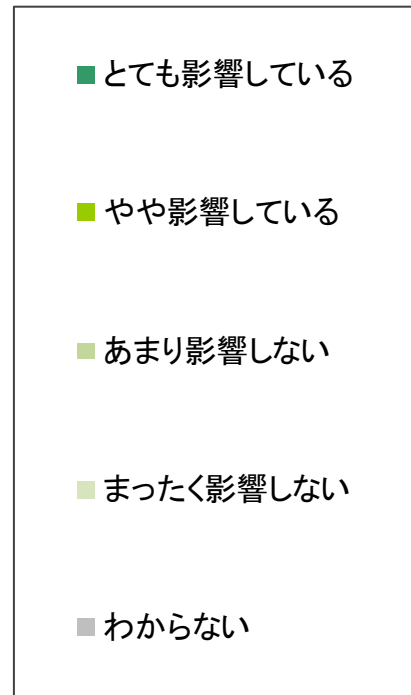 とても影響している
やや影響している
あまり影響しない
まったく影響しない
わからない